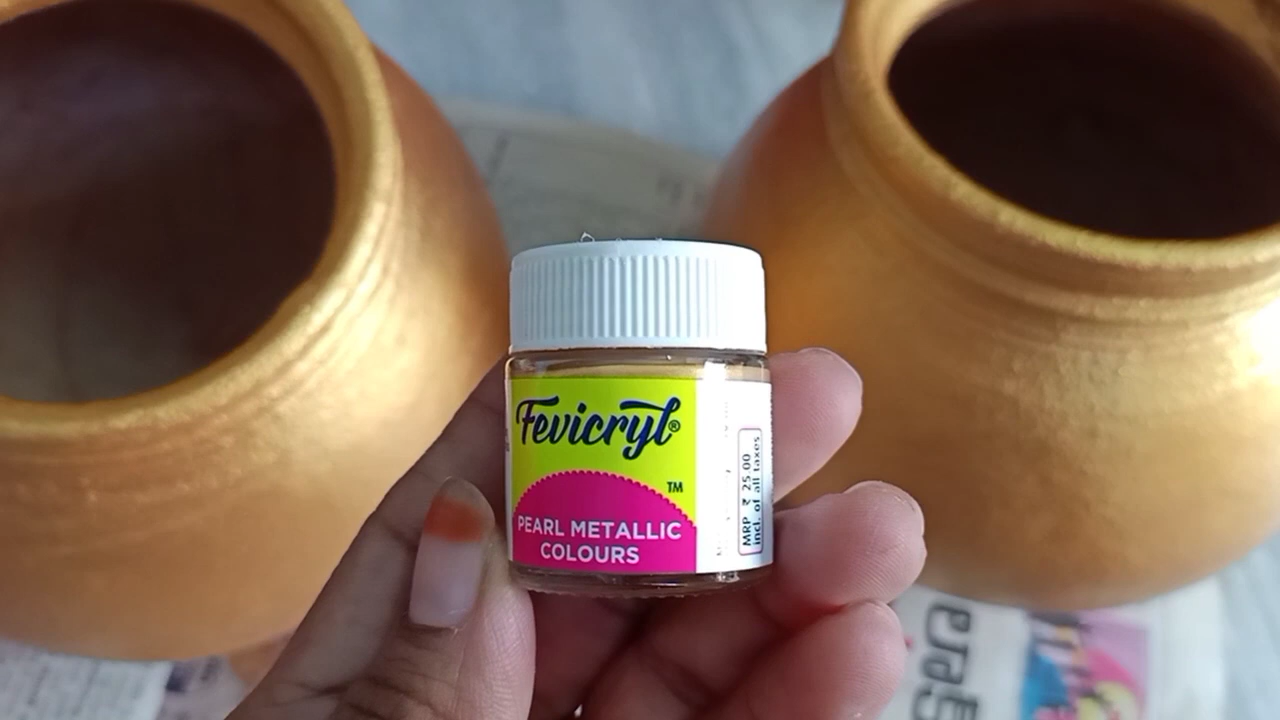 Fevicryl®
TM
PEARL METALLIC
COLOURS
MRP ₹ 25.00
incl. of all taxes